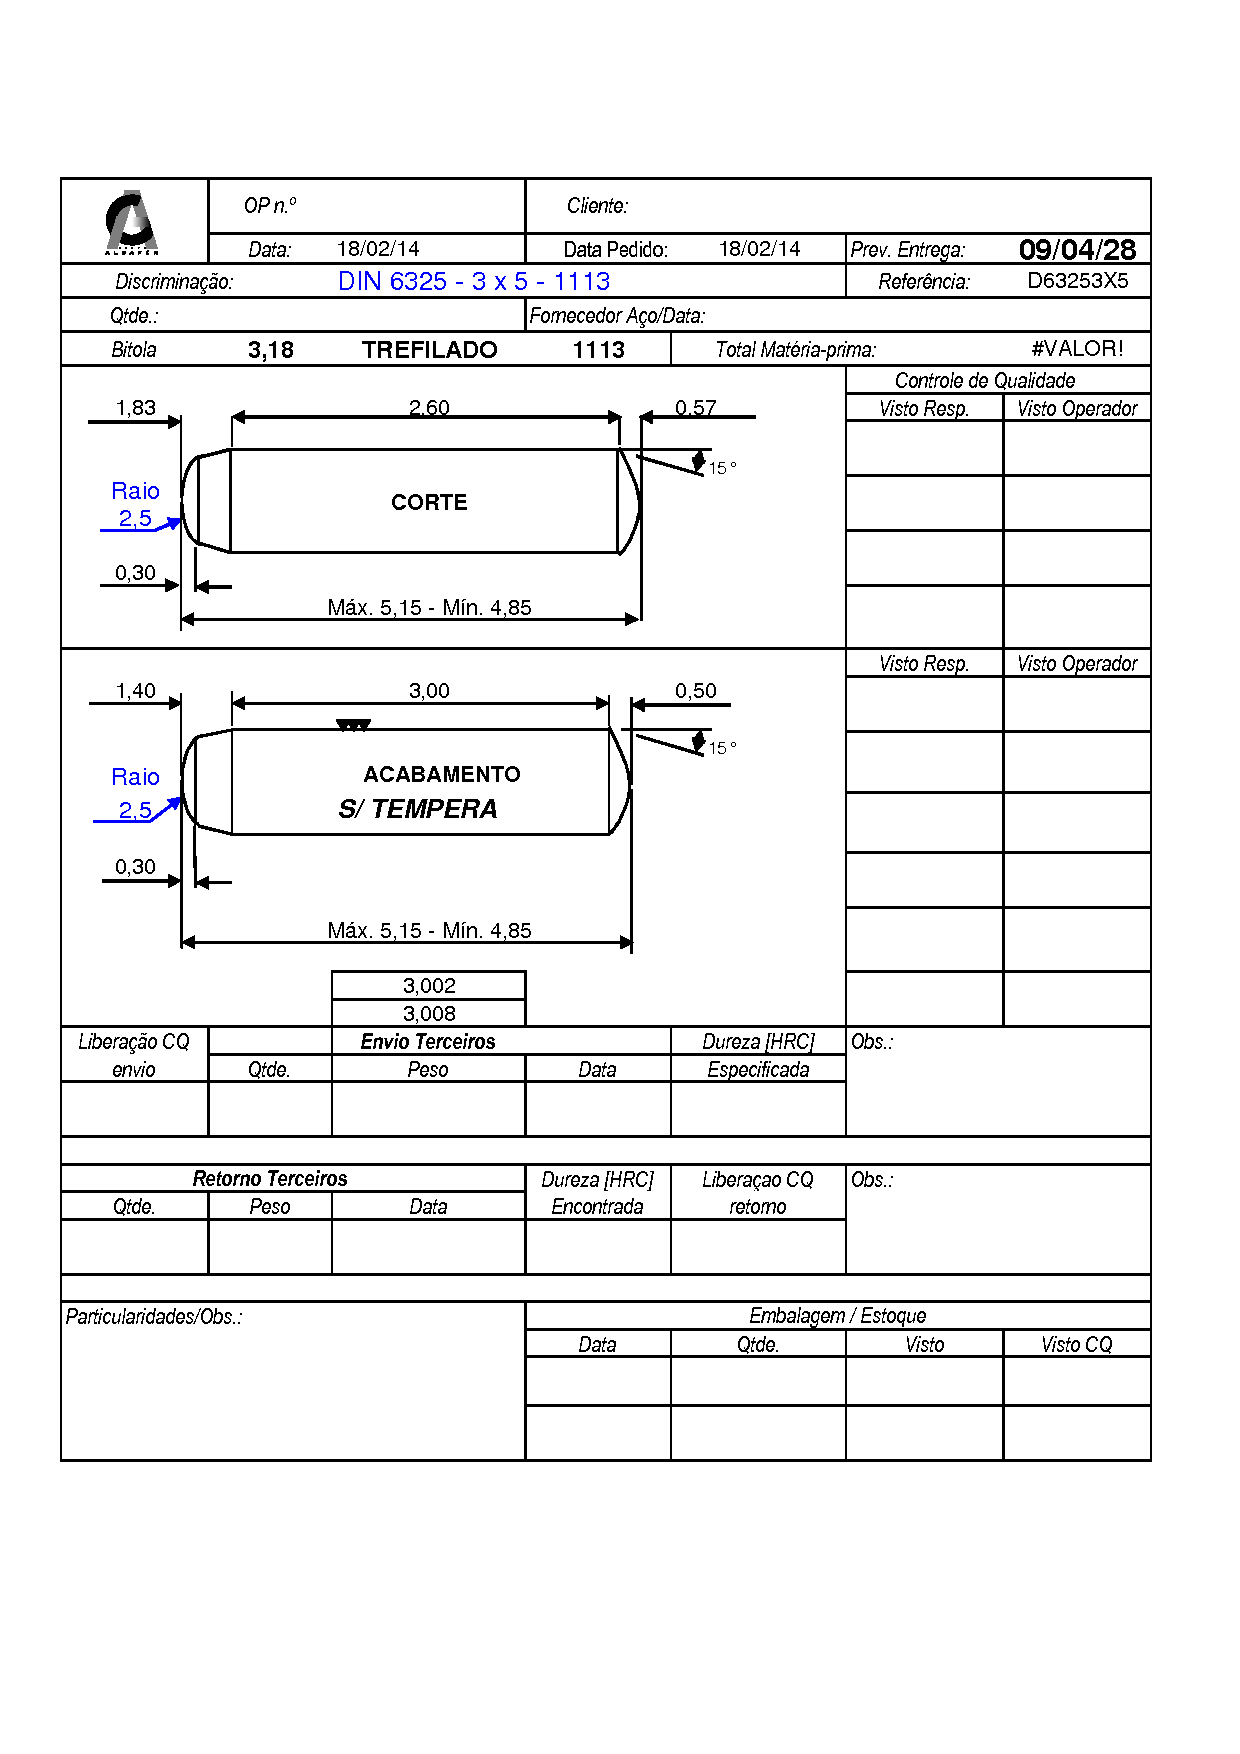 ALBAFER
OP n.º Cliente:
Data: 18/02/14 Data Pedido: 18/02/14 Prev. Entrega: 09/04/28
Discriminação: DIN 6325 - 3 x 5 - 1113 Referência: D63253X5
Qtde.: Fornecedor Aço/Data:
Bitola 3,18 TREFILADO 1113 Total Matéria-prima: #VALOR!
Controle de Qualidade
1,83 2,60 0,57 Visto Resp. Visto Operador
15 °
Raio
2,5
CORTE
0,30
Máx. 5,15 - Mín. 4,85
Visto Resp. Visto Operador
1,40 3,00 0,50
15 °
Raio ACABAMENTO
2,5 S/ TEMPERA
0,30
Máx. 5,15 - Mín. 4,85
3,002
3,008
Liberação CQ Envio Terceiros Dureza [HRC] Obs.:
envio Qtde. Peso Data Especificada
Retorno Terceiros Dureza [HRC] Liberaçao CQ Obs.:
Qtde. Peso Data Encontrada retorno
Particularidades/Obs.: Embalagem / Estoque
Data Qtde. Visto Visto CQ